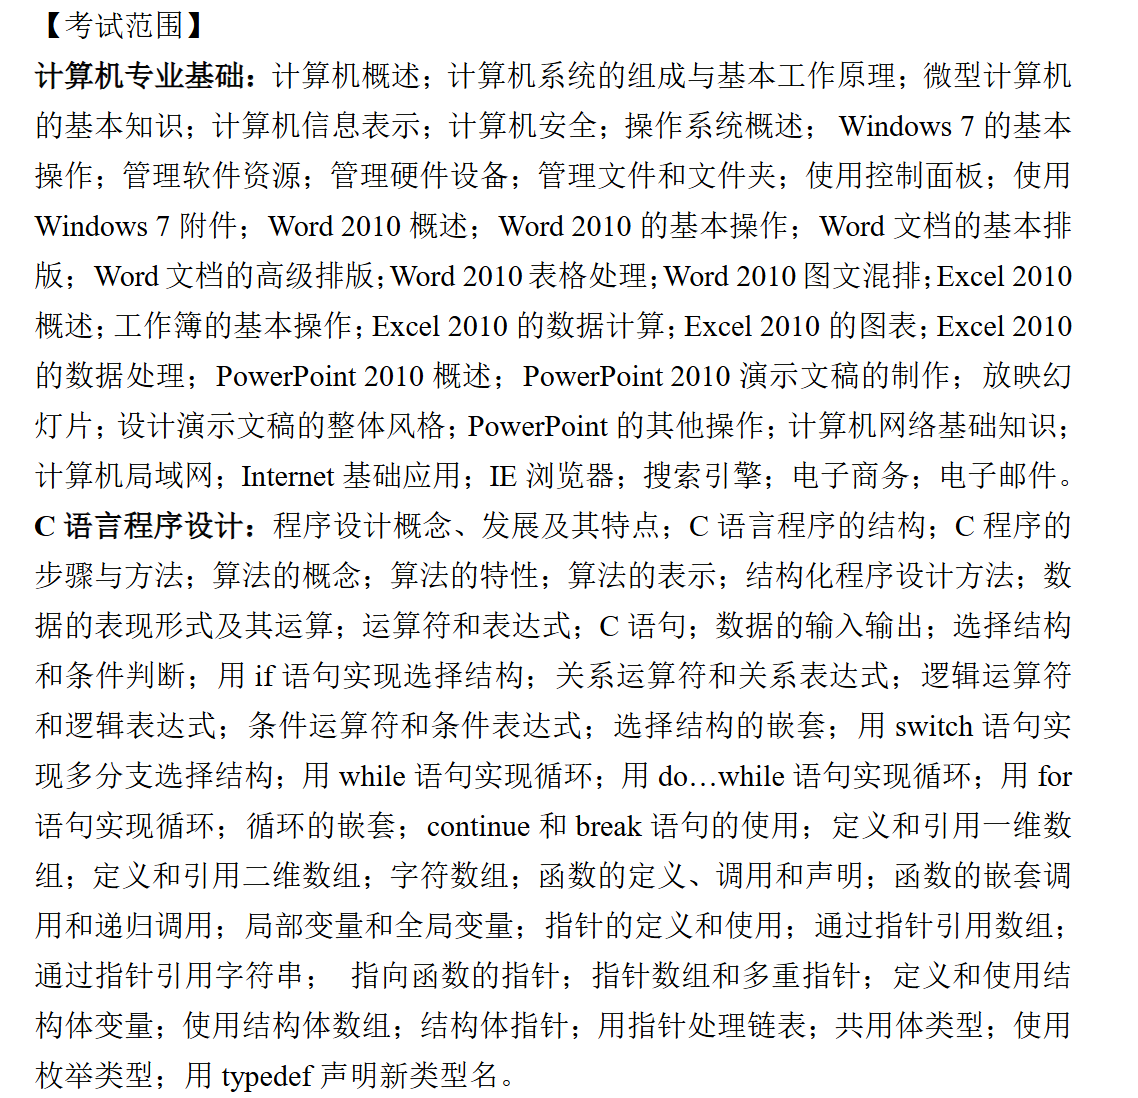 【考试范围】
计算机专业基础：计算机概述；计算机系统的组成与基本工作原理；微型计算机
的基本知识；计算机信息表示；计算机安全；操作系统概述； Windows 7 的基本
操作；管理软件资源；管理硬件设备；管理文件和文件夹；使用控制面板；使用
Windows 7 附件；Word 2010 概述；Word 2010 的基本操作；Word 文档的基本排
版；Word 文档的高级排版；Word 2010 表格处理；Word 2010 图文混排；Excel 2010
概述；工作簿的基本操作；Excel 2010 的数据计算；Excel 2010 的图表；Excel 2010
的数据处理；PowerPoint 2010 概述；PowerPoint 2010 演示文稿的制作；放映幻
灯片；设计演示文稿的整体风格；PowerPoint 的其他操作；计算机网络基础知识；
计算机局域网；Internet 基础应用；IE 浏览器；搜索引擎；电子商务；电子邮件。
C 语言程序设计：程序设计概念、发展及其特点；C 语言程序的结构；C 程序的
步骤与方法；算法的概念；算法的特性；算法的表示；结构化程序设计方法；数
据的表现形式及其运算；运算符和表达式；C 语句；数据的输入输出；选择结构
和条件判断；用 if 语句实现选择结构；关系运算符和关系表达式；逻辑运算符
和逻辑表达式；条件运算符和条件表达式；选择结构的嵌套；用 switch 语句实
现多分支选择结构；用 while 语句实现循环；用 do…while 语句实现循环；用 for
语句实现循环；循环的嵌套；continue 和 break 语句的使用；定义和引用一维数
组；定义和引用二维数组；字符数组；函数的定义、调用和声明；函数的嵌套调
用和递归调用；局部变量和全局变量；指针的定义和使用；通过指针引用数组；
通过指针引用字符串； 指向函数的指针；指针数组和多重指针；定义和使用结
构体变量；使用结构体数组；结构体指针；用指针处理链表；共用体类型；使用
枚举类型；用 typedef 声明新类型名。